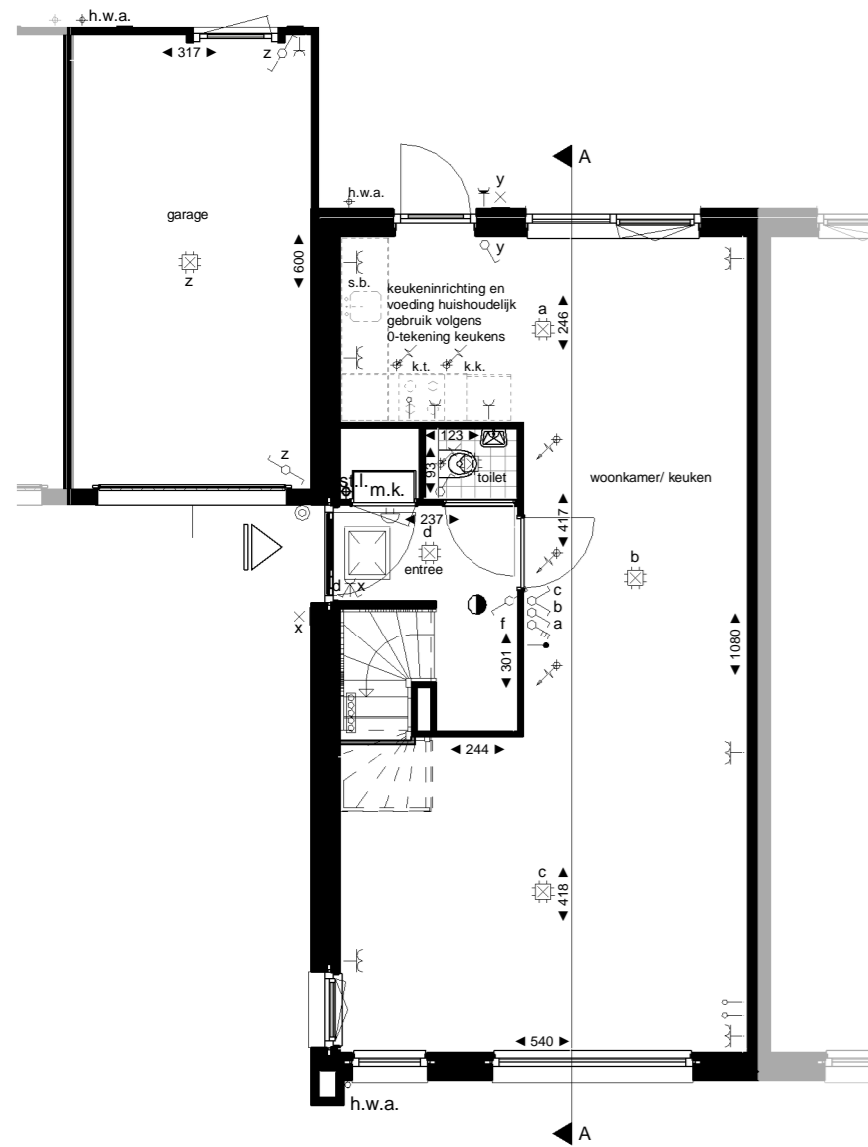 h.w.a.
317
z
A
y
h.w.a.
garage
y
600
z
s.b.
keukeninrichting en
voeding huishoudelijk
gebruik volgens
0-tekening keukens
a
246
k.t.
k.k.
123
93
toilet
z
st.l.
m.k.
woonkamer/ keuken
237
417
d
entree
b
d
x
c
b
a
f
x
301
1080
244
c
418
540
h.w.a.
A